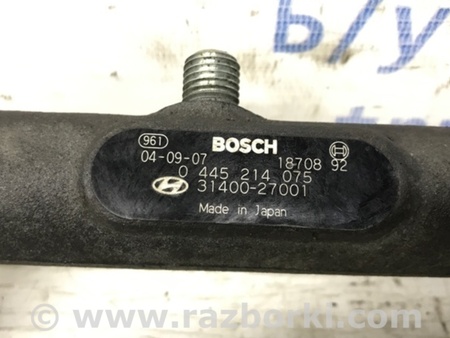 Б/у
961 BOSCH
04-09-07 18708 92
0 445 214 075
31400-27001
Made in Japan
© www.razborki.com